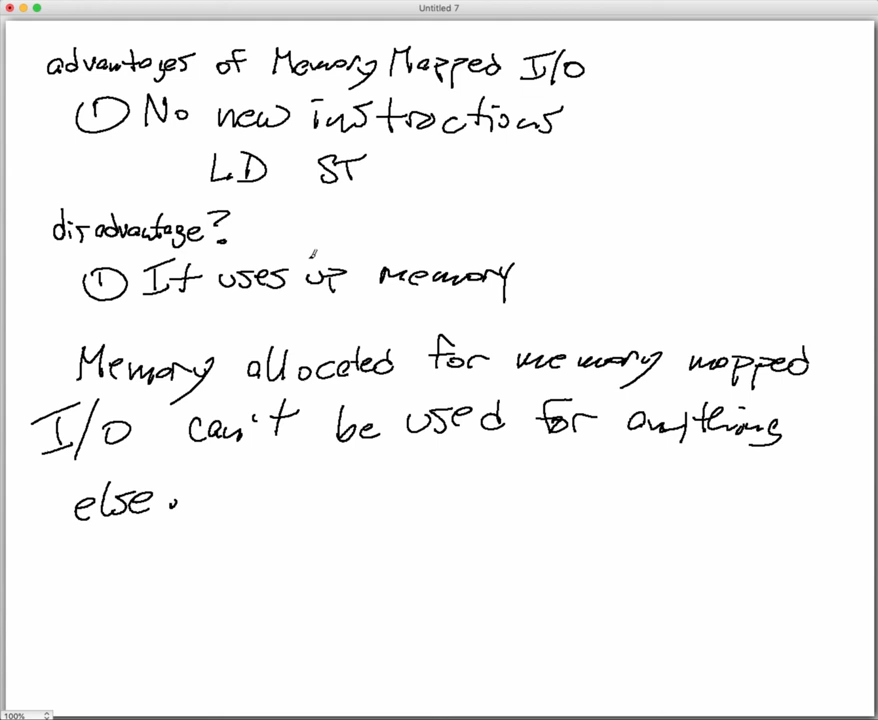 Untitled 7
advantages of Memory Mapped I/O
① No new instructions
LD ST
disadvantage?
① It uses up memory
Memory allocated for memory mapped
I/O can't be used for anything
else.
100%